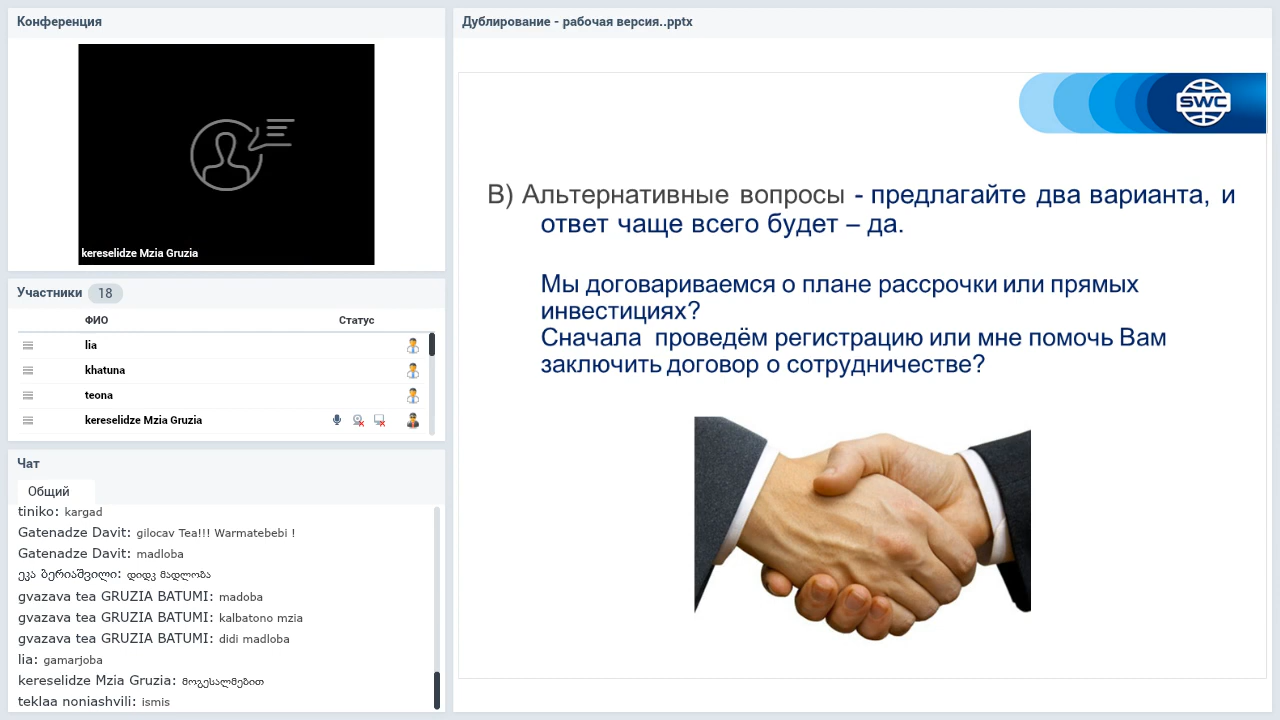 Конференция
kereselidze Mzia Gruzia
Участники 18
ФИО Статус
lia
khatuna
teona
kereselidze Mzia Gruzia
Чат
Общий
tiniko: kargad
Gatenadze Davit: gilocav Tea!!! Warmatebebi !
Gatenadze Davit: madloba
ეკა ბერიაშვილი: დიდკ მადლობა
gvazava tea GRUZIA BATUMI: madoba
gvazava tea GRUZIA BATUMI: kalbatono mzia
gvazava tea GRUZIA BATUMI: didi madloba
lia: gamarjoba
kereselidze Mzia Gruzia: მოგესალმებით
teklaa noniashvili: ismis
Дублирование - рабочая версия..pptx
SWC
В) Альтернативные вопросы - предлагайте два варианта, и
ответ чаще всего будет – да.
Мы договариваемся о плане рассрочки или прямых
инвестициях?
Сначала проведём регистрацию или мне помочь Вам
заключить договор о сотрудничестве?